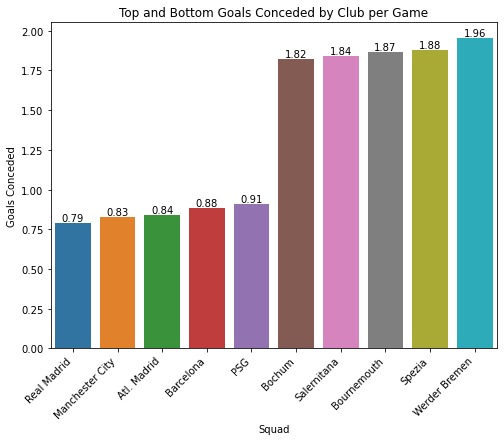 Top and Bottom Goals Conceded by Club per Game
Goals Conceded
2.00
1.75
1.50
1.25
1.00
0.75
0.50
0.25
0.00
0.79
0.83
0.84
0.88
0.91
1.82
1.84
1.87
1.88
1.96
Real Madrid
Manchester City
Atl. Madrid
Barcelona
PSG
Bochum
Salernitana
Bournemouth
Spezia
Werder Bremen
Squad